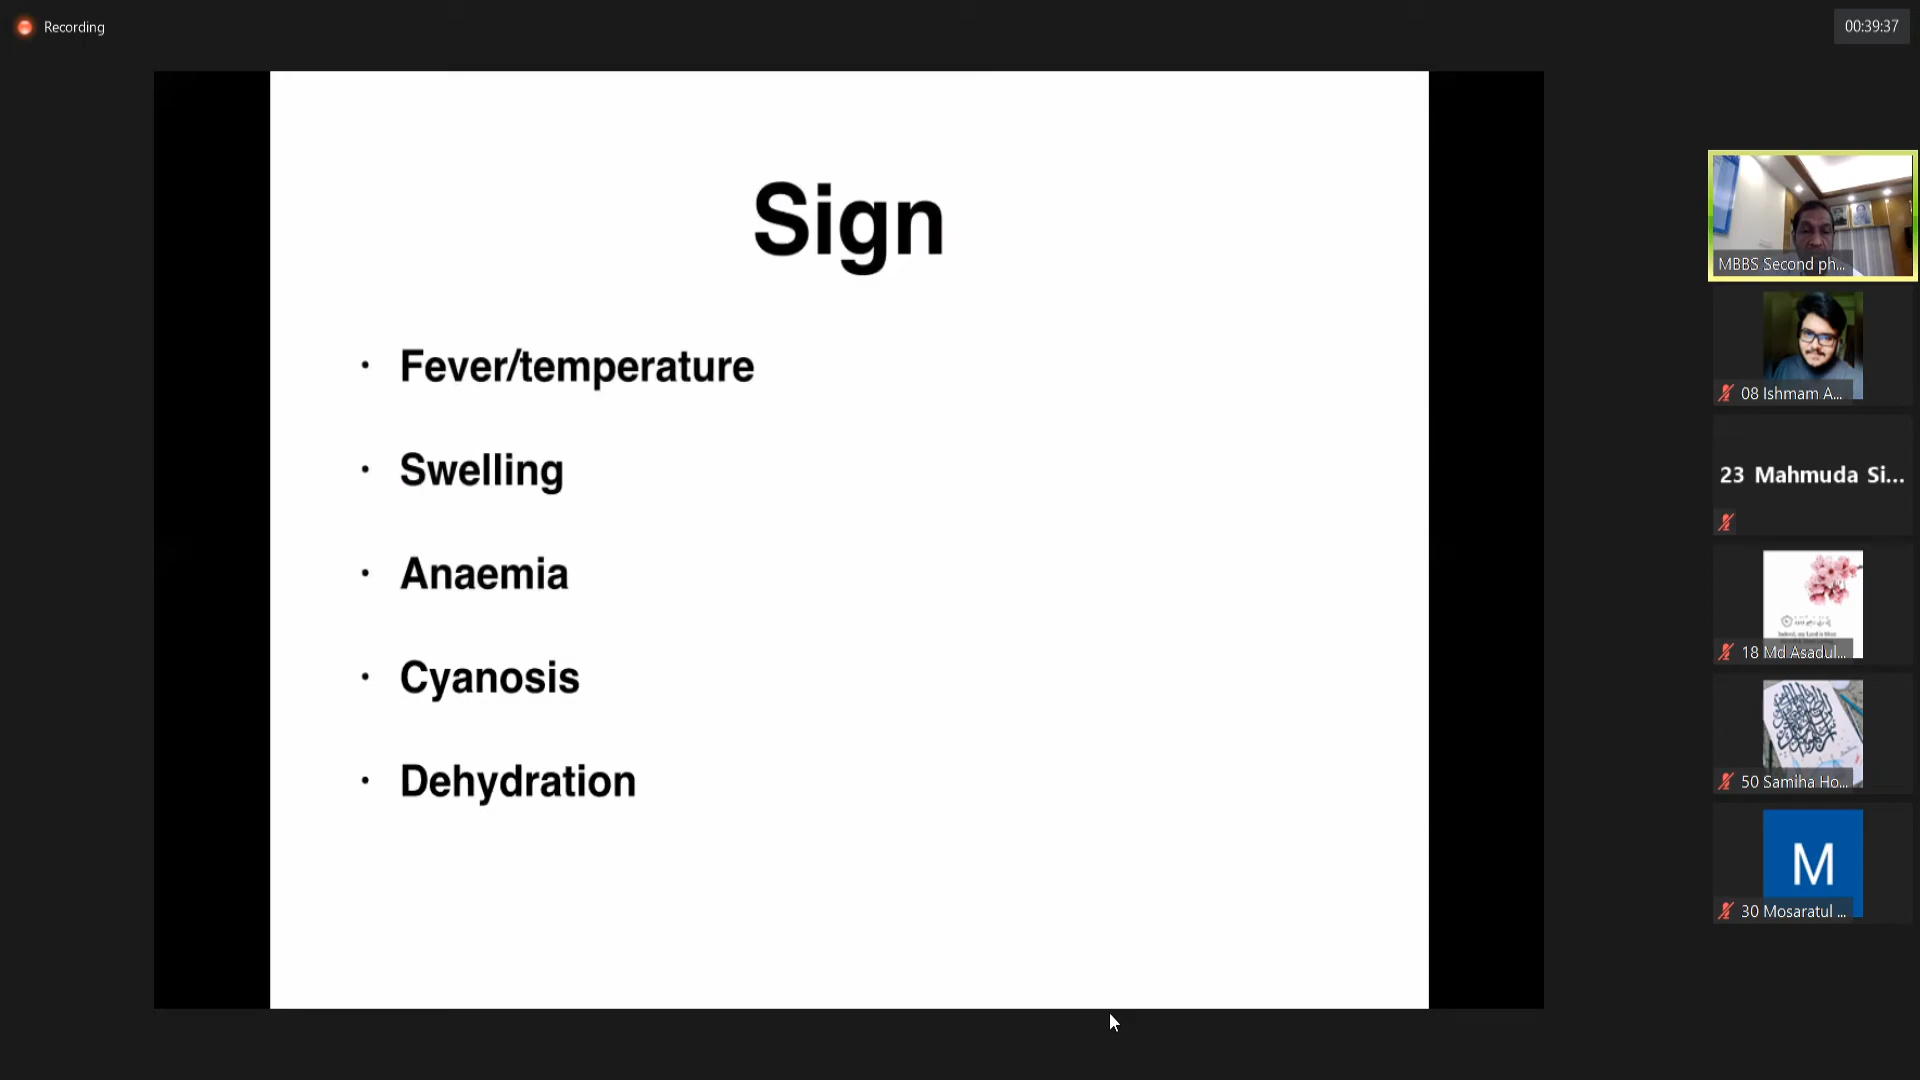 Recording
00:39:37
Sign
· Fever/temperature
· Swelling
· Anaemia
· Cyanosis
· Dehydration
MBBS Second ph...
08 Ishmam A...
23 Mahmuda Si...
18 Md Asadul...
50 Samiha Ho...
M
30 Mosaratul ...